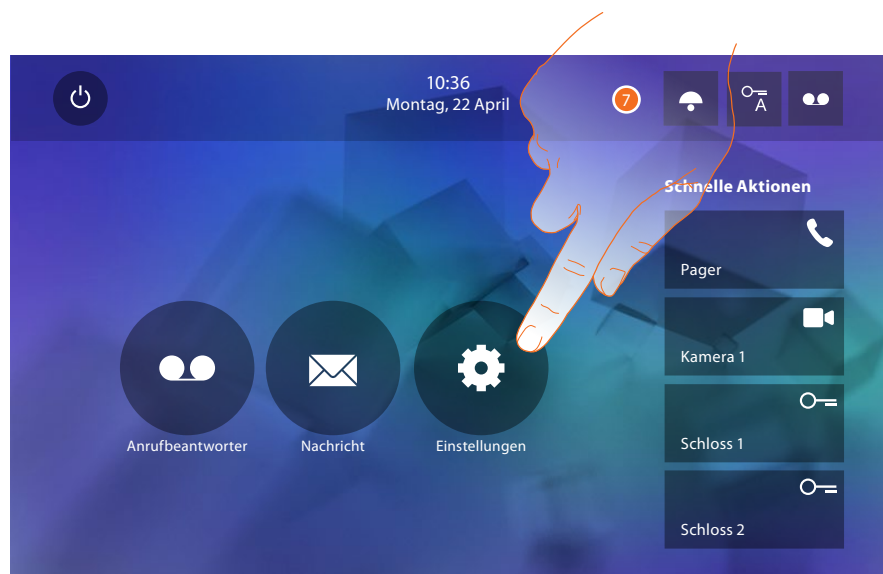 10:36
Montag, 22 April
7
A
Schnelle Aktionen
Pager
Kamera 1
Schloss 1
Schloss 2
Anrufbeantworter
Nachricht
Einstellungen